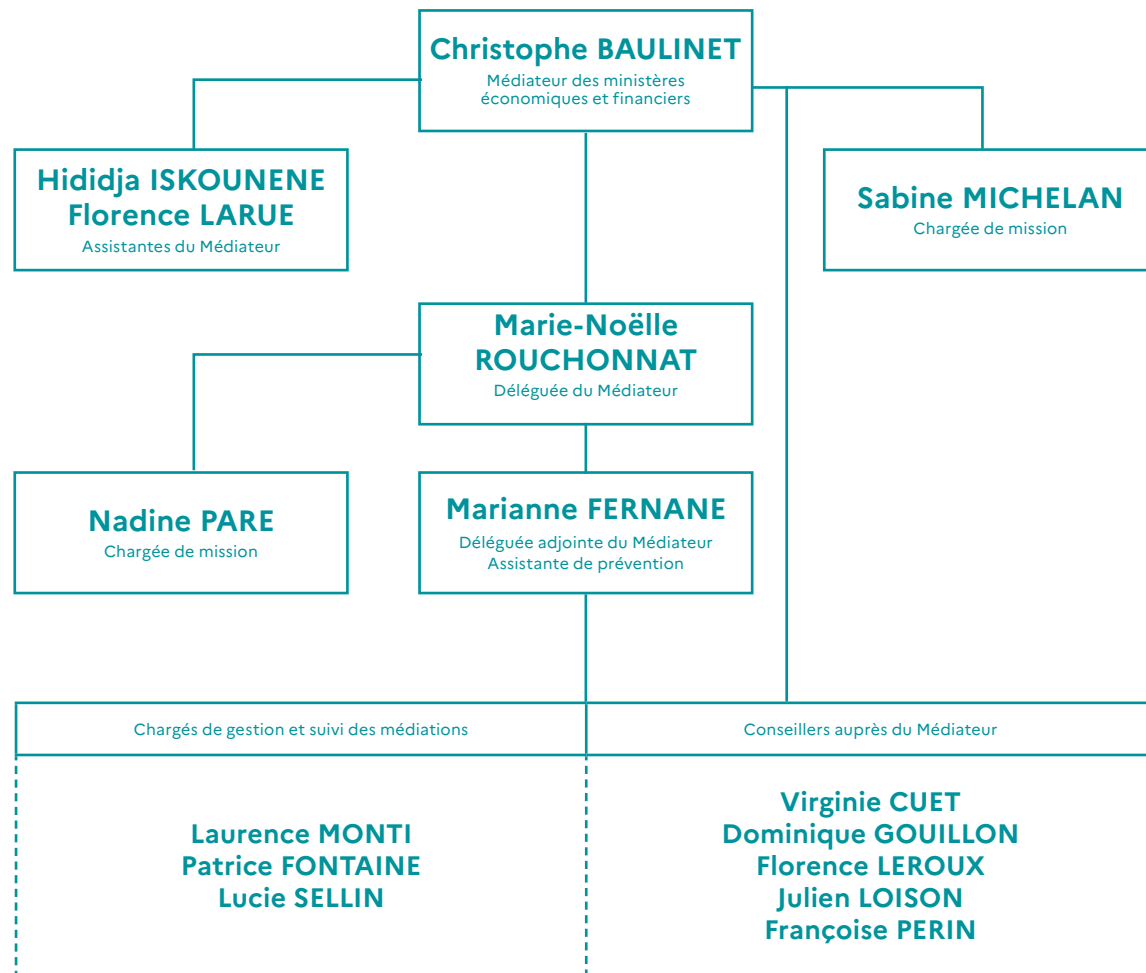 Christophe BAULINET
Médiateur des ministères
économiques et financiers
Hididja ISKOUNENE
Florence LARUE
Assistantes du Médiateur
Sabine MICHELAN
Chargée de mission
Marie-Noëlle
ROUCHONNAT
Déléguée du Médiateur
Nadine PARE
Chargée de mission
Marianne FERNANE
Déléguée adjointe du Médiateur
Assistante de prévention
Chargés de gestion et suivi des médiations
Laurence MONTI
Patrice FONTAINE
Lucie SELLIN
Conseillers auprès du Médiateur
Virginie CUET
Dominique GOUILLON
Florence LEROUX
Julien LOISON
Françoise PERIN